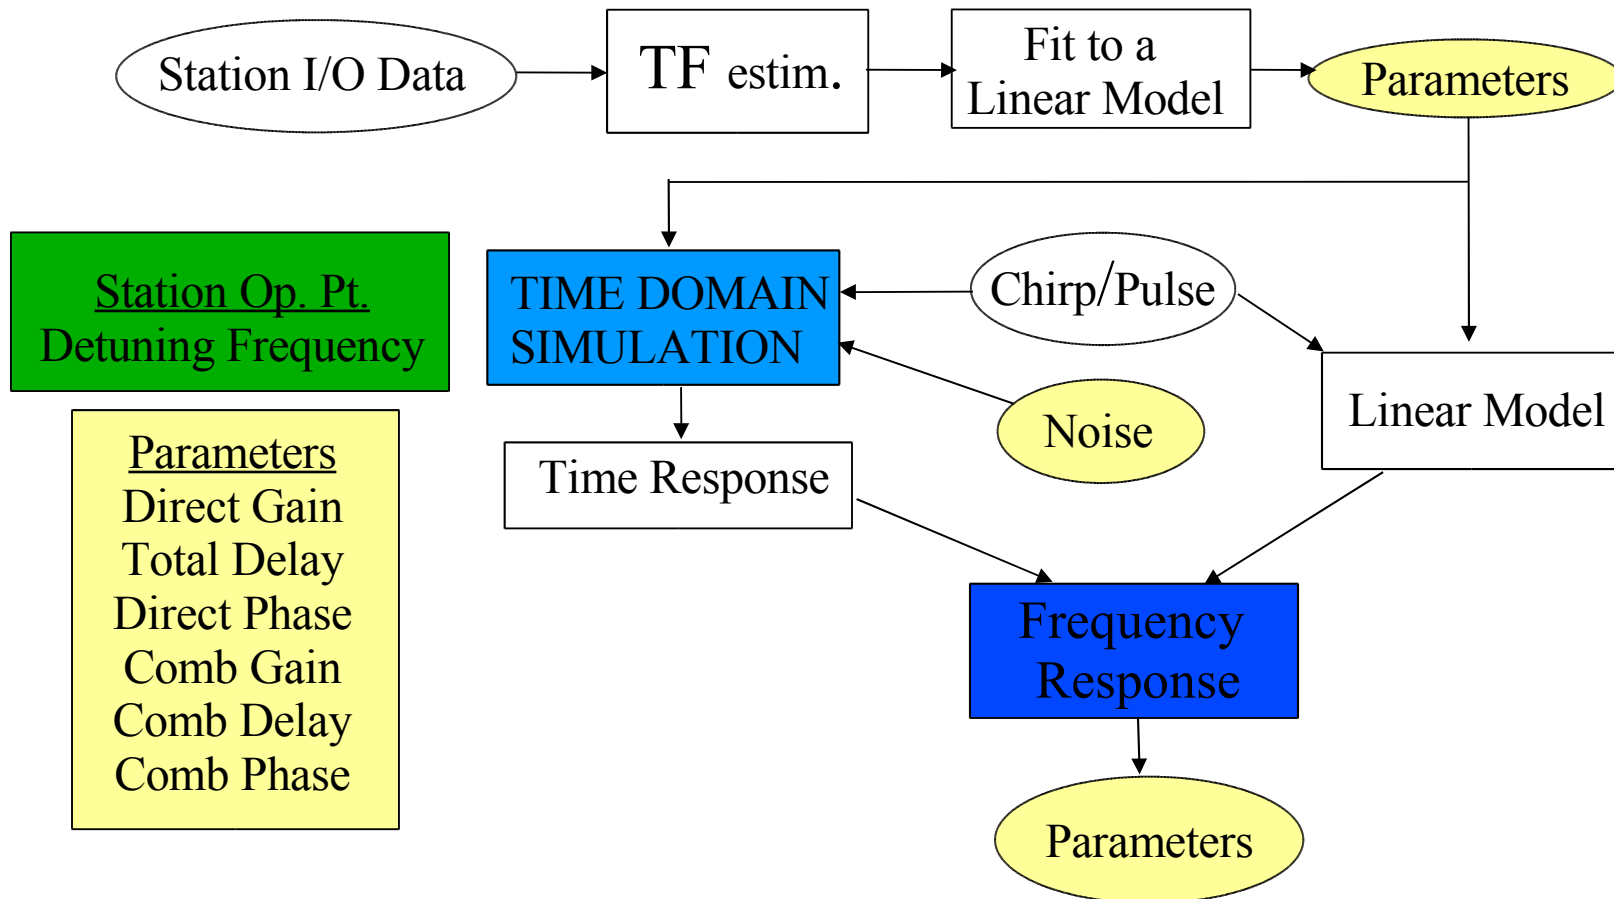 Station I/O Data
TF estim.
Fit to a
Linear Model
Parameters
Station Op. Pt.
Detuning Frequency
TIME DOMAIN
SIMULATION
Chirp/Pulse
Noise
Linear Model
Time Response
Parameters
Direct Gain
Total Delay
Direct Phase
Comb Gain
Comb Delay
Comb Phase
Frequency
Response
Parameters